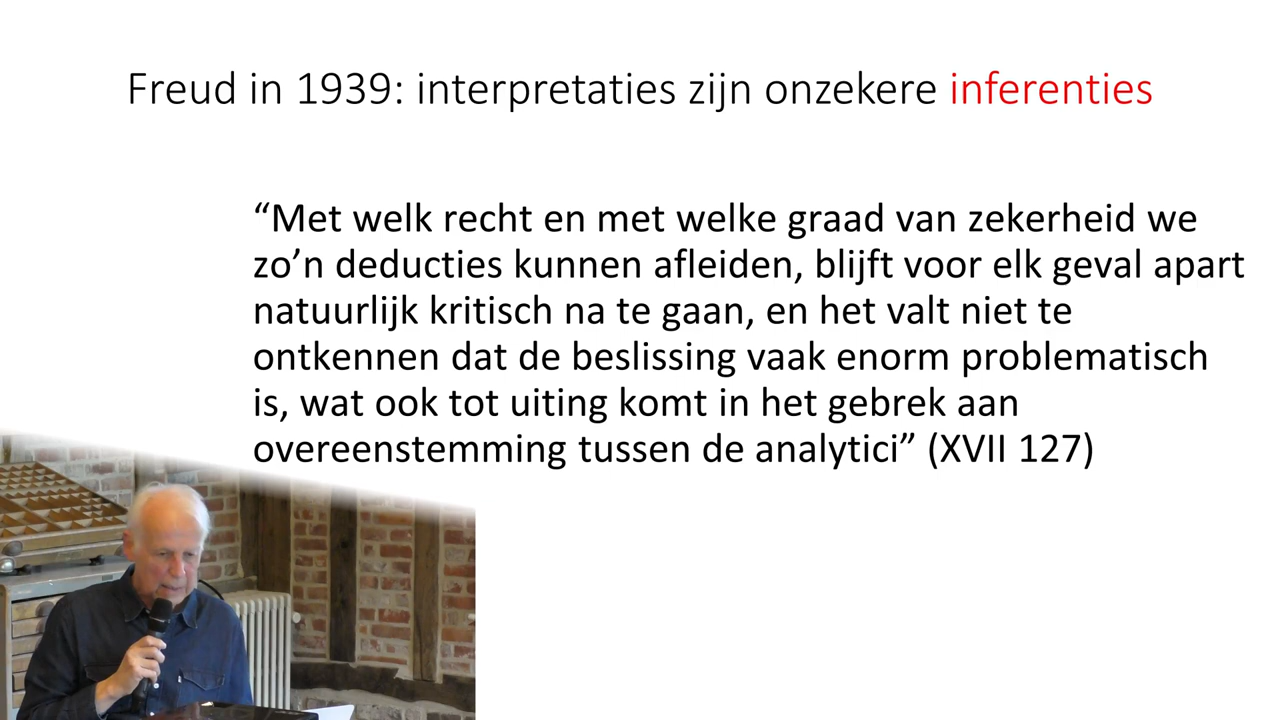 Freud in 1939: interpretaties zijn onzekere inferenties
“Met welk recht en met welke graad van zekerheid we
zo’n deducties kunnen afleiden, blijft voor elk geval apart
natuurlijk kritisch na te gaan, en het valt niet te
ontkennen dat de beslissing vaak enorm problematisch
is, wat ook tot uiting komt in het gebrek aan
overeenstemming tussen de analytici” (XVII 127)